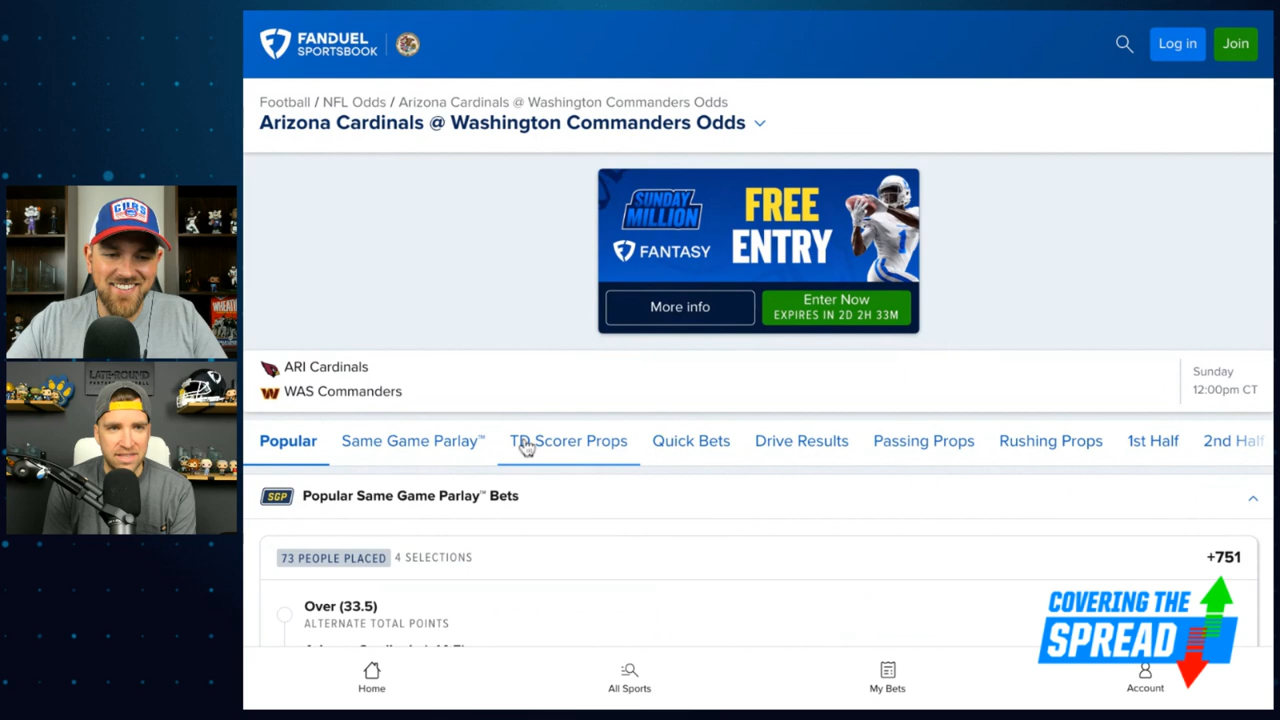 FANDUEL
SPORTSBOOK
Log in
Join
Football / NFL Odds / Arizona Cardinals @ Washington Commanders Odds
Arizona Cardinals @ Washington Commanders Odds
SUNDAY
MILLION
FANTASY
FREE
ENTRY
1
More info
Enter Now
EXPIRES IN 2D 2H 33M
ARI Cardinals
WAS Commanders
Sunday
12:00pm CT
Popular
Same Game Parlay™
TD Scorer Props
Quick Bets
Drive Results
Passing Props
Rushing Props
1st Half
2nd Half
SGP
Popular Same Game Parlay™ Bets
73 PEOPLE PLACED
4 SELECTIONS
+751
Over (33.5)
ALTERNATE TOTAL POINTS
COVERING THE
SPREAD
Home
All Sports
My Bets
Account
CUBS
LATE-ROUND